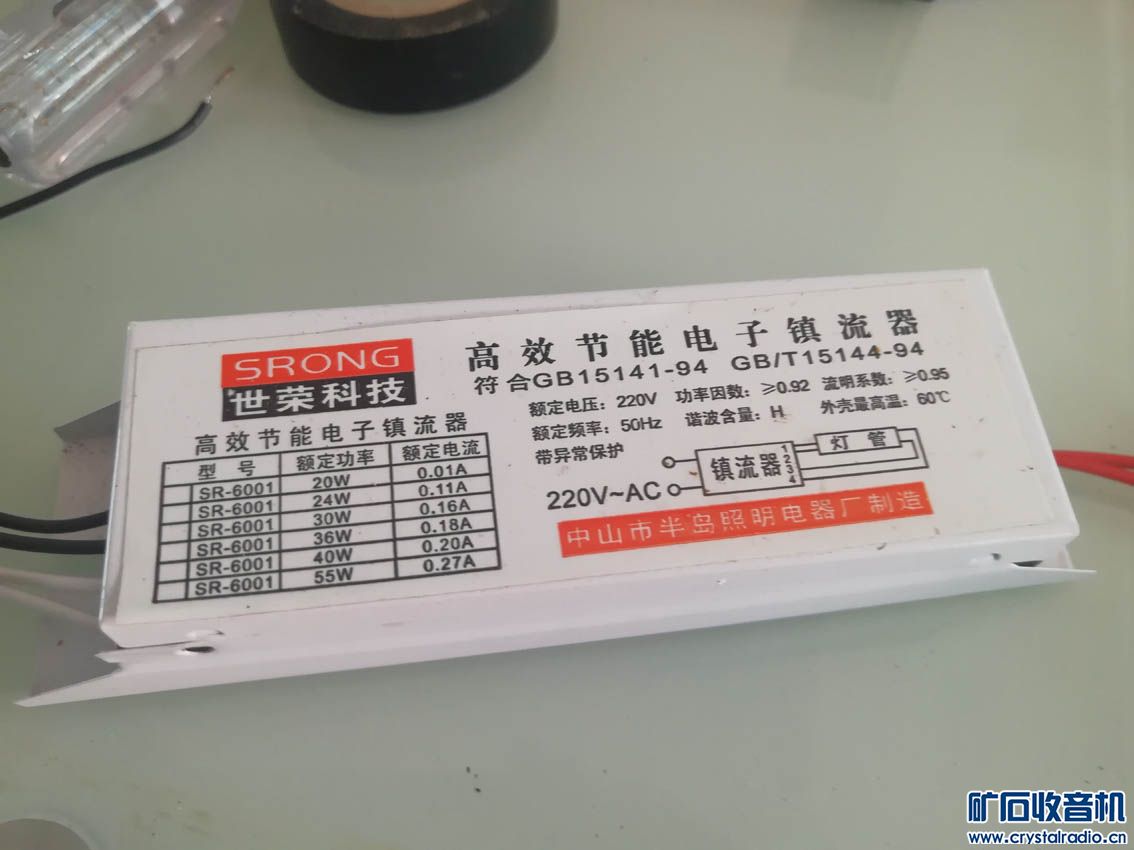 SRONG
世荣科技
高效节能电子镇流器
型 号 额定功率 额定电流
SR-6001 20W 0.01A
SR-6001 24W 0.11A
SR-6001 30W 0.16A
SR-6001 36W 0.18A
SR-6001 40W 0.20A
SR-6001 55W 0.27A
高效节能电子镇流器
符合GB15141-94 GB/T15144-94
额定电压：220V 功率因数：≥0.92 流明系数：≥0.95
额定频率：50Hz 谐波含量：H 外壳最高温：60℃
带异常保护
220V~AC 镇流器 1 2 3 4 灯管
中山市半岛照明电器厂制造
矿石收音机
www.crystalradio.cn